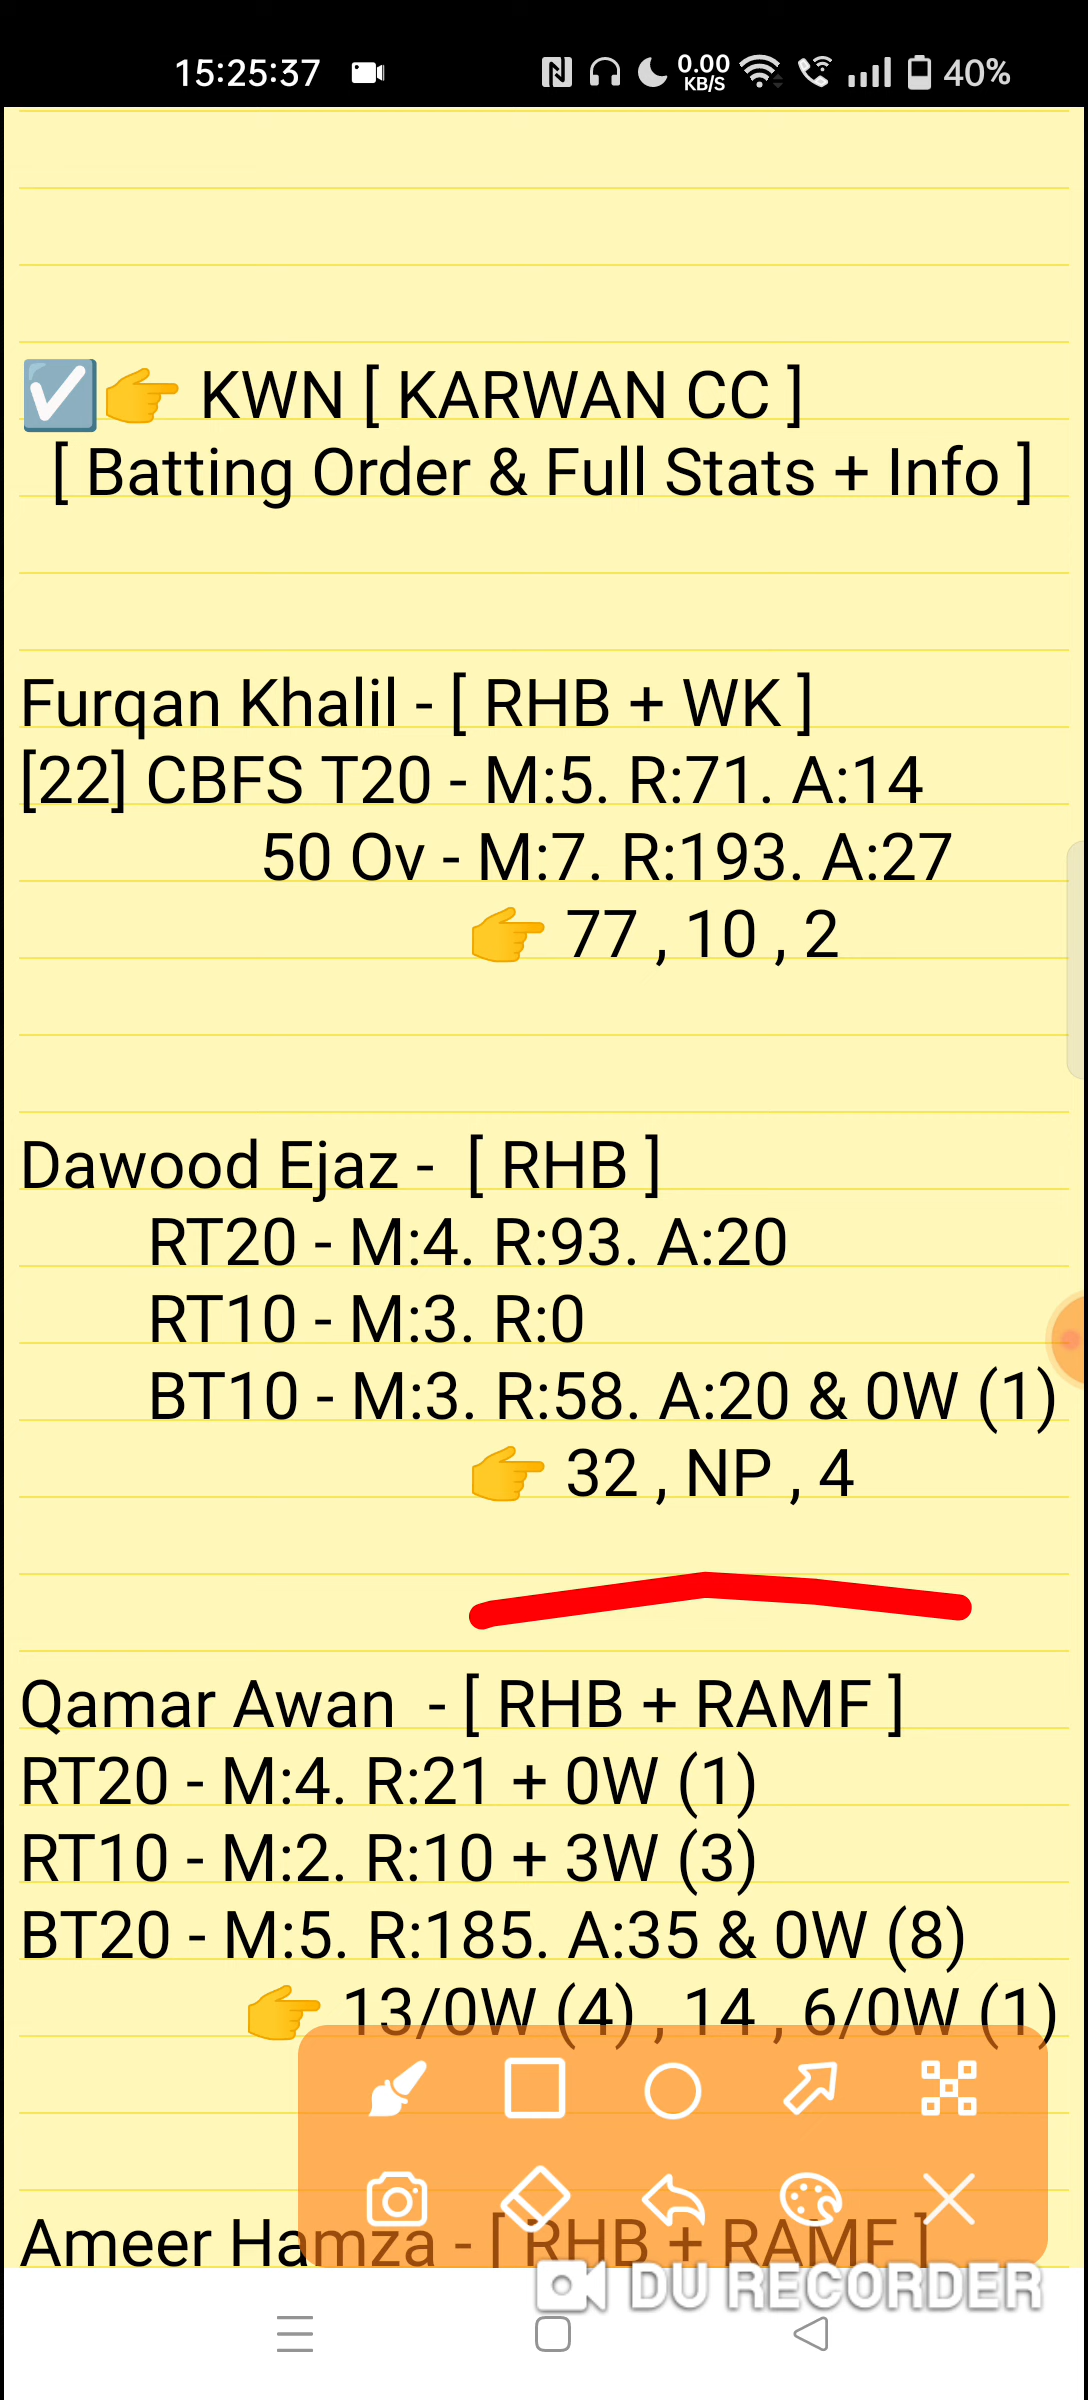 15:25:37 0.00 KB/S 40%
☑👉 KWN [ KARWAN CC ]
[ Batting Order & Full Stats + Info ]
Furqan Khalil - [ RHB + WK ]
[22] CBFS T20 - M:5. R:71. A:14
50 Ov - M:7. R:193. A:27
👉 77 , 10 , 2
Dawood Ejaz - [ RHB ]
RT20 - M:4. R:93. A:20
RT10 - M:3. R:0
BT10 - M:3. R:58. A:20 & 0W (1)
👉 32 , NP , 4
Qamar Awan - [ RHB + RAMF ]
RT20 - M:4. R:21 + 0W (1)
RT10 - M:2. R:10 + 3W (3)
BT20 - M:5. R:185. A:35 & 0W (8)
👉 13/0W (4) , 14 , 6/0W (1)
Ameer Hamza - [ RHB + RAMF ]
DU RECORDER